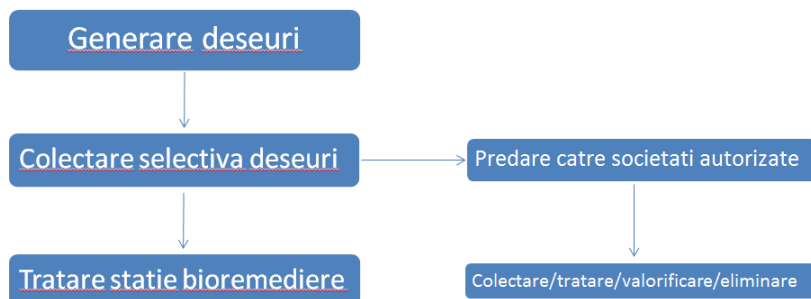 Generare deseuri
Colectare selectiva deseuri
Predare catre societati autorizate
Tratare statie bioremediere
Colectare/tratare/valorificare/eliminare